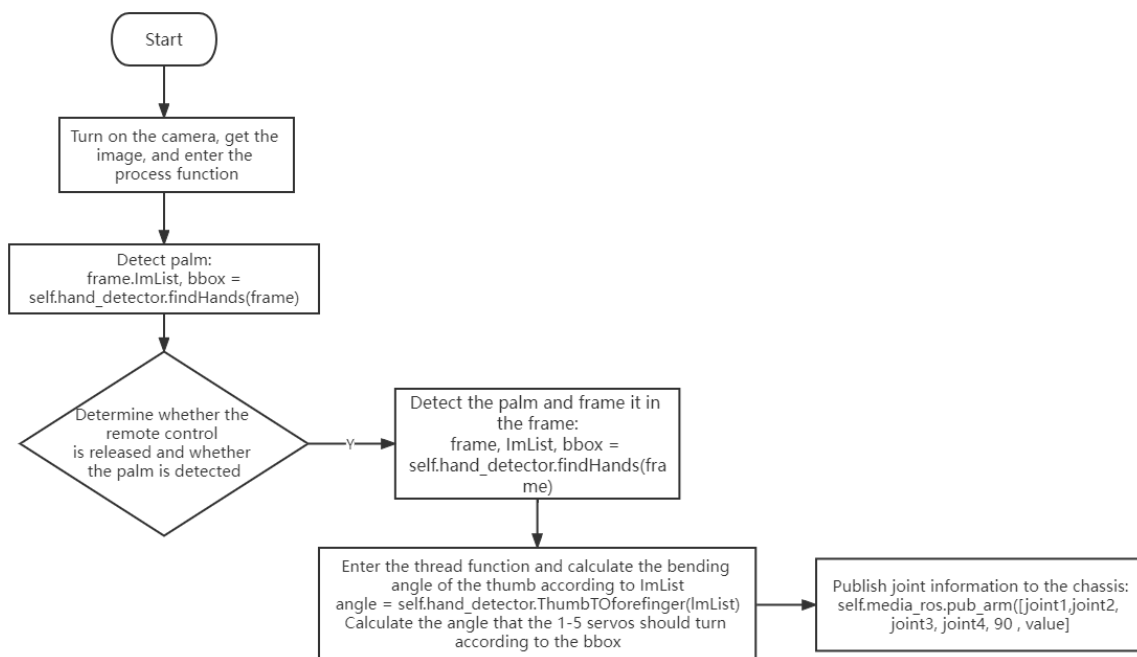 Start
Turn on the camera, get the
image, and enter the
process function
Detect palm:
frame.lmList, bbox =
self.hand_detector.findHands(frame)
Determine whether the
remote control
is released and whether
the palm is detected
Y
Detect the palm and frame it in
the frame:
frame, lmList, bbox =
self.hand_detector.findHands(fra
me)
Enter the thread function and calculate the bending
angle of the thumb according to lmList
angle = self.hand_detector.ThumbTOforefinger(lmList)
Calculate the angle that the 1-5 servos should turn
according to the bbox
Publish joint information to the chassis:
self.media_ros.pub_arm([joint1,joint2,
joint3, joint4, 90 , value]